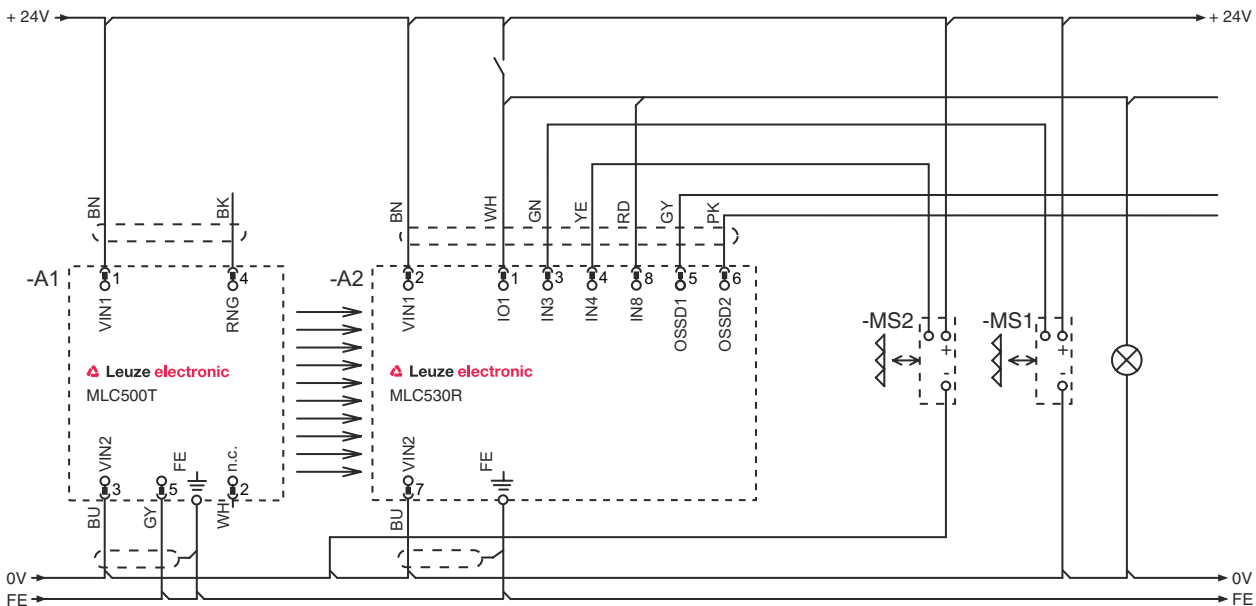 + 24V
+ 24V
BN
BK
BN
WH
GN
YE
RD
GY
PK
-A1
1
4
-A2
2
1
3
4
8
5
6
VIN1
RNG
VIN1
IO1
IN3
IN4
IN8
OSSD1
OSSD2
-MS2
-MS1
+
+
-
-
Leuze electronic
MLC500T
Leuze electronic
MLC530R
VIN2
FE
n.c.
VIN2
FE
3
5
2
7
BU
GY
WH
BU
0V
0V
FE
FE